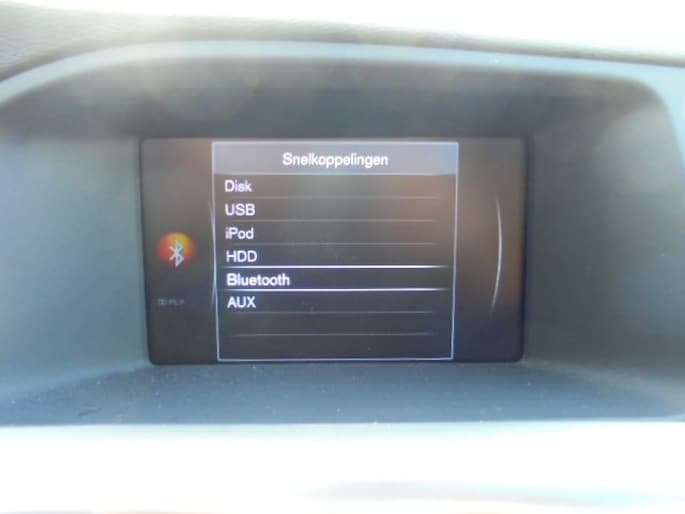 Snelkoppelingen
Disk
USB
iPod
HDD
Bluetooth
AUX